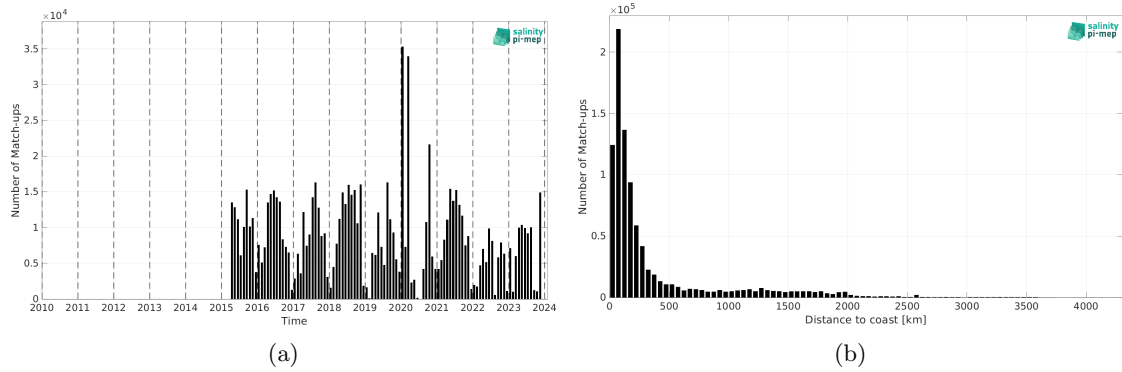 ×10⁴
3.5
3
2.5
2
1.5
1
0.5
0
2010 2011 2012 2013 2014 2015 2016 2017 2018 2019 2020 2021 2022 2023 2024
Time
Number of Match-ups
salinity
pi-mep
(a)
×10⁵
2
1.5
1
0.5
0
0 500 1000 1500 2000 2500 3000 3500 4000
Distance to coast [km]
Number of Match-ups
salinity
pi-mep
(b)